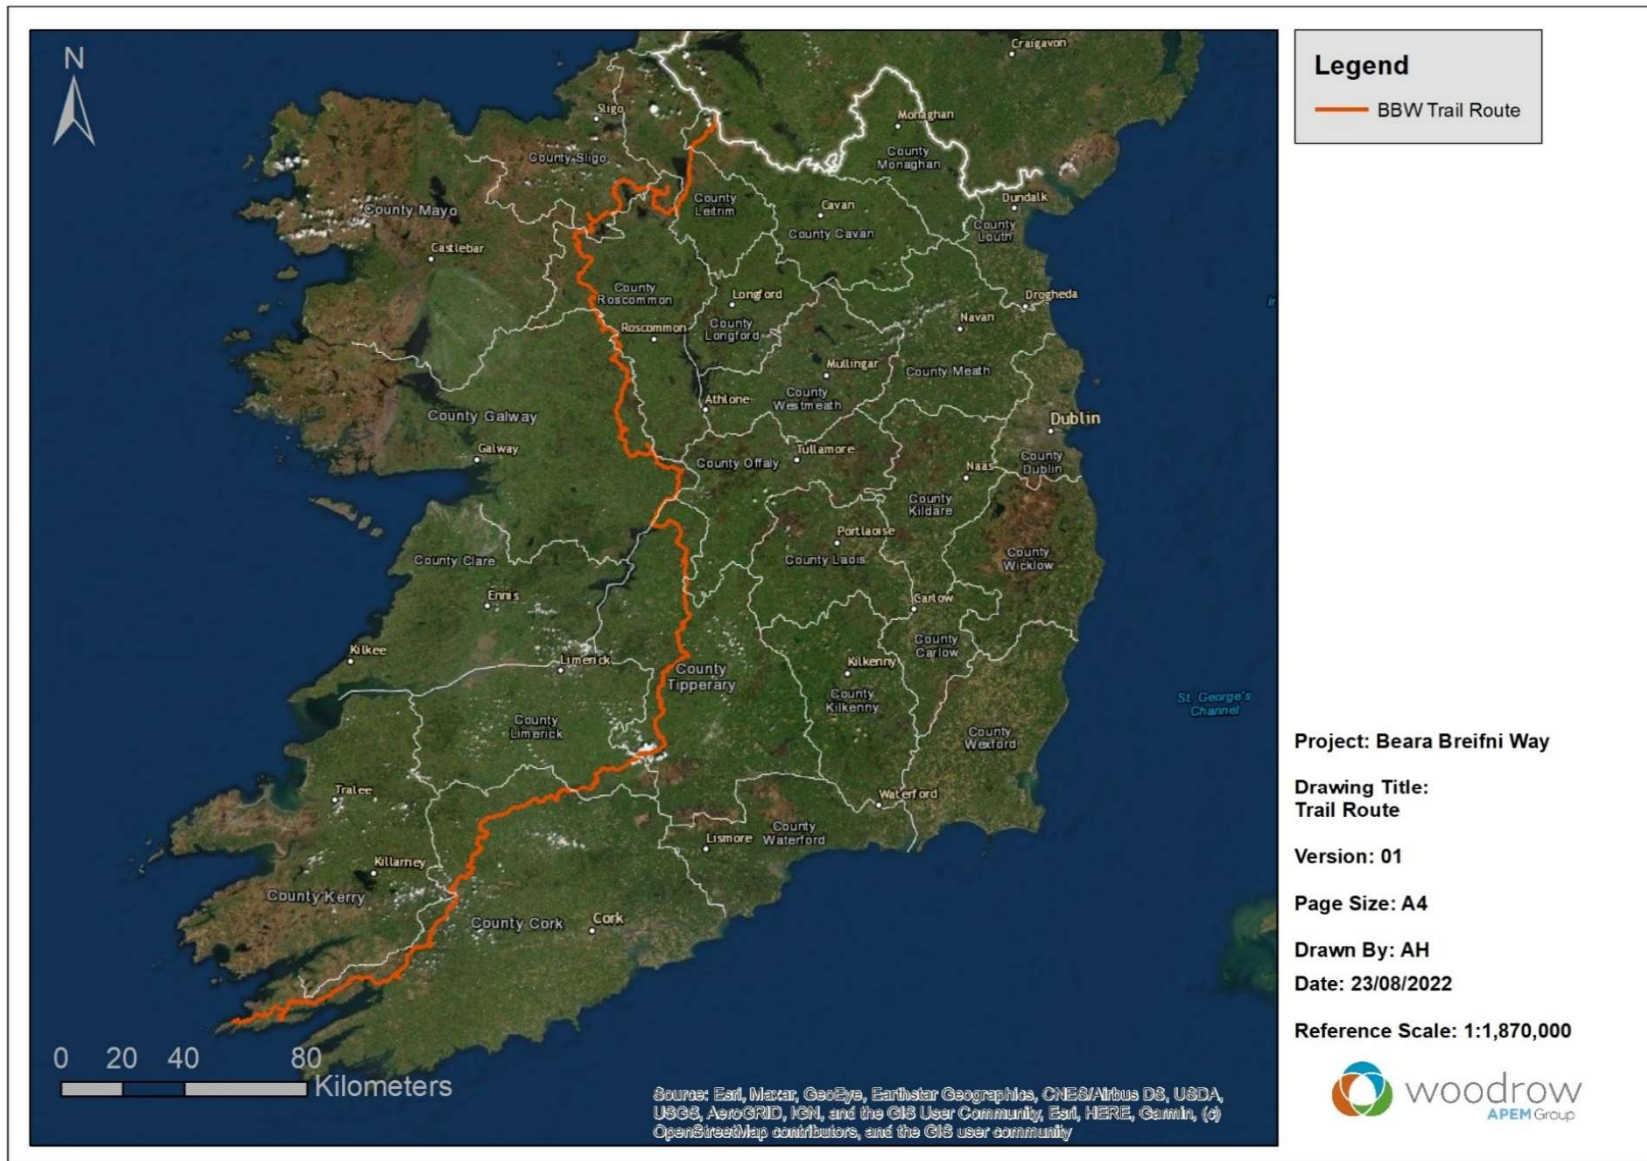 N
Craigavon
Sligo
Monaghan
County Sligo
County
Monaghan
County Mayo
County
Leitrim
Cavan
Dundalk
County Cavan
County
Louth
Castlebar
County
Roscommon
Longford
Drogheda
Roscommon
County
Longford
Navan
Mullingar
County Meath
County
Westmeath
Athlone
County Galway
Dublin
Galway
County Offaly
Tullamore
County
Dublin
Naas
County
Kildare
Portlaoise
County Clare
County Laois
County
Wicklow
Ennis
Carlow
County
Carlow
Kilkee
Limerick
County
Tipperary
Kilkenny
County
Kilkenny
St. George's
Channel
County
Limerick
County
Wexford
Tralee
Waterford
County
Waterford
Lismore
Killarney
County Kerry
County Cork
Cork
0 20 40 80
Kilometers
Source: Esri, Maxar, GeoEye, Earthstar Geographics, CNES/Airbus DS, USDA,
USGS, AeroGRID, IGN, and the GIS User Community, Esri, HERE, Garmin, (c)
OpenStreetMap contributors, and the GIS user community
Legend
BBW Trail Route
Project: Beara Breifni Way
Drawing Title:
Trail Route
Version: 01
Page Size: A4
Drawn By: AH
Date: 23/08/2022
Reference Scale: 1:1,870,000
woodrow
APEM Group